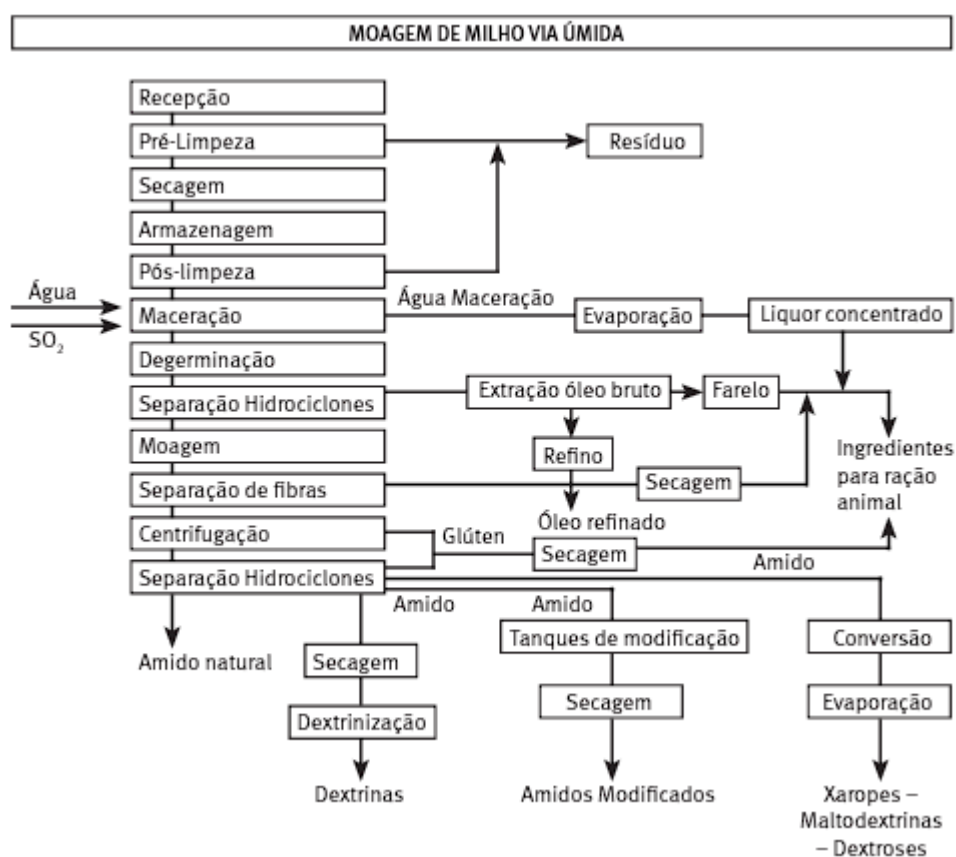 MOAGEM DE MILHO VIA ÚMIDA
Recepção
Pré-Limpeza
Resíduo
Secagem
Armazenagem
Pós-limpeza
Água
SO₂
Maceração
Água Maceração
Evaporação
Liquor concentrado
Degerminação
Separação Hidrociclones
Extração óleo bruto
Farelo
Moagem
Refino
Ingredientes
para ração
animal
Separação de fibras
Secagem
Óleo refinado
Centrifugação
Glúten
Secagem
Amido
Separação Hidrociclones
Amido
Amido
Amido natural
Secagem
Tanques de modificação
Conversão
Dextrinização
Secagem
Evaporação
Dextrinas
Amidos Modificados
Xaropes –
Maltodextrinas
– Dextroses